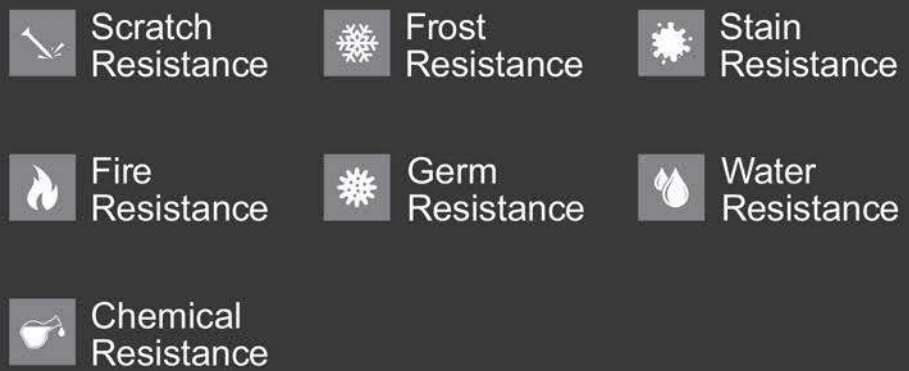 Scratch
Resistance
Frost
Resistance
Stain
Resistance
Fire
Resistance
Germ
Resistance
Water
Resistance
Chemical
Resistance